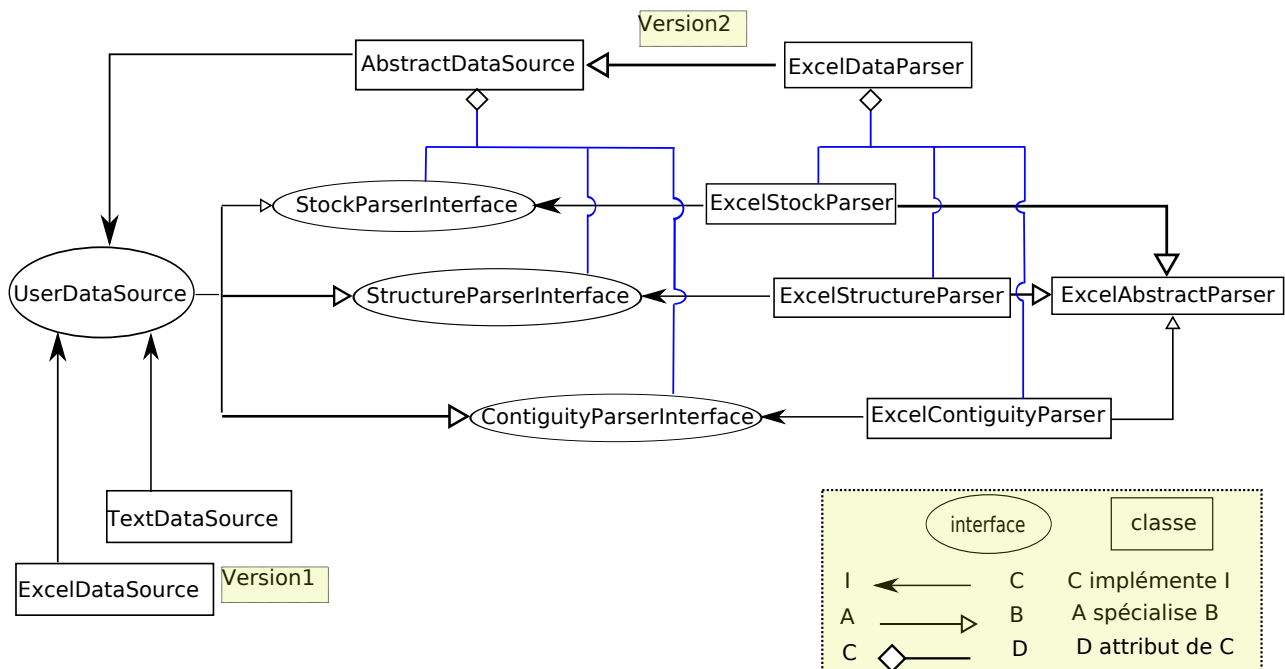 Version2
AbstractDataSource
ExcelDataParser
StockParserInterface
ExcelStockParser
UserDataSource
StructureParserInterface
ExcelStructureParser
ExcelAbstractParser
ContiguityParserInterface
ExcelContiguityParser
TextDataSource
ExcelDataSource
Version1
interface
classe
I C C implémente I
A B A spécialise B
C D D attribut de C